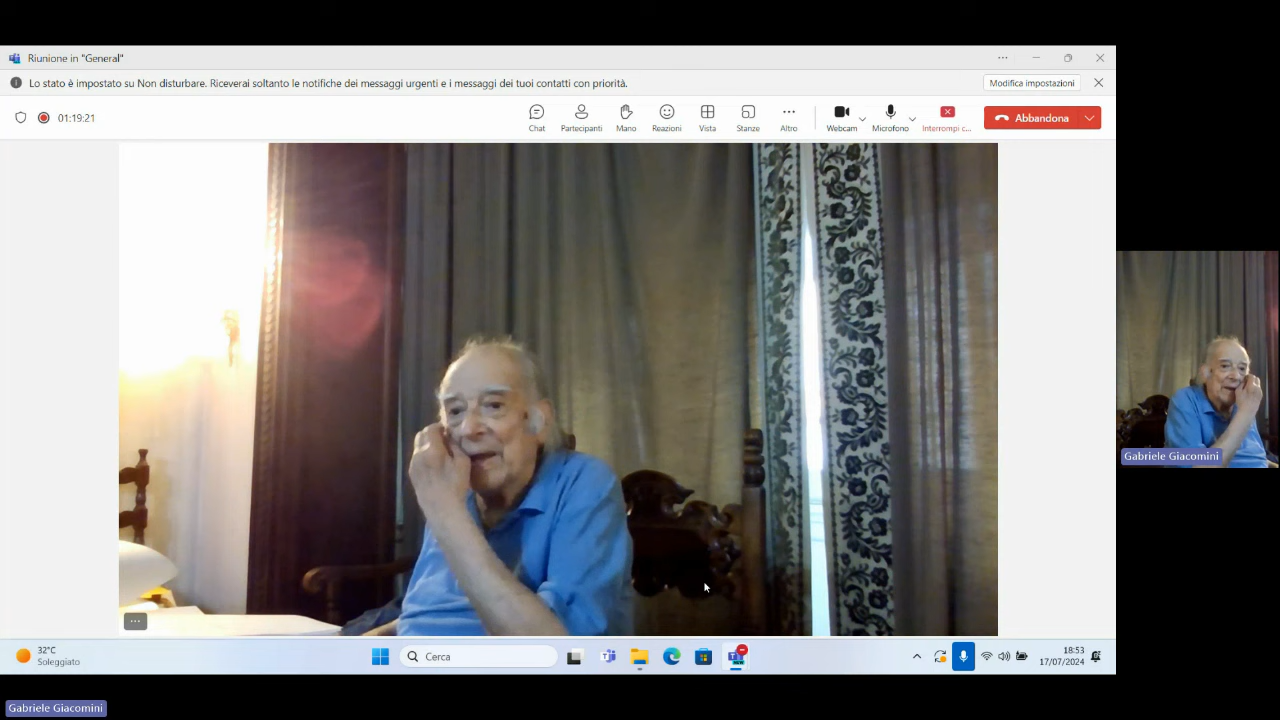 Riunione in "General"
Lo stato è impostato su Non disturbare. Riceverai soltanto le notifiche dei messaggi urgenti e i messaggi dei tuoi contatti con priorità.
Modifica impostazioni
01:19:21
Chat
Partecipanti
Mano
Reazioni
Vista
Stanze
Altro
Webcam
Microfono
Interrompi c...
Abbandona
Gabriele Giacomini
32°C
Soleggiato
Cerca
18:53
17/07/2024
Gabriele Giacomini